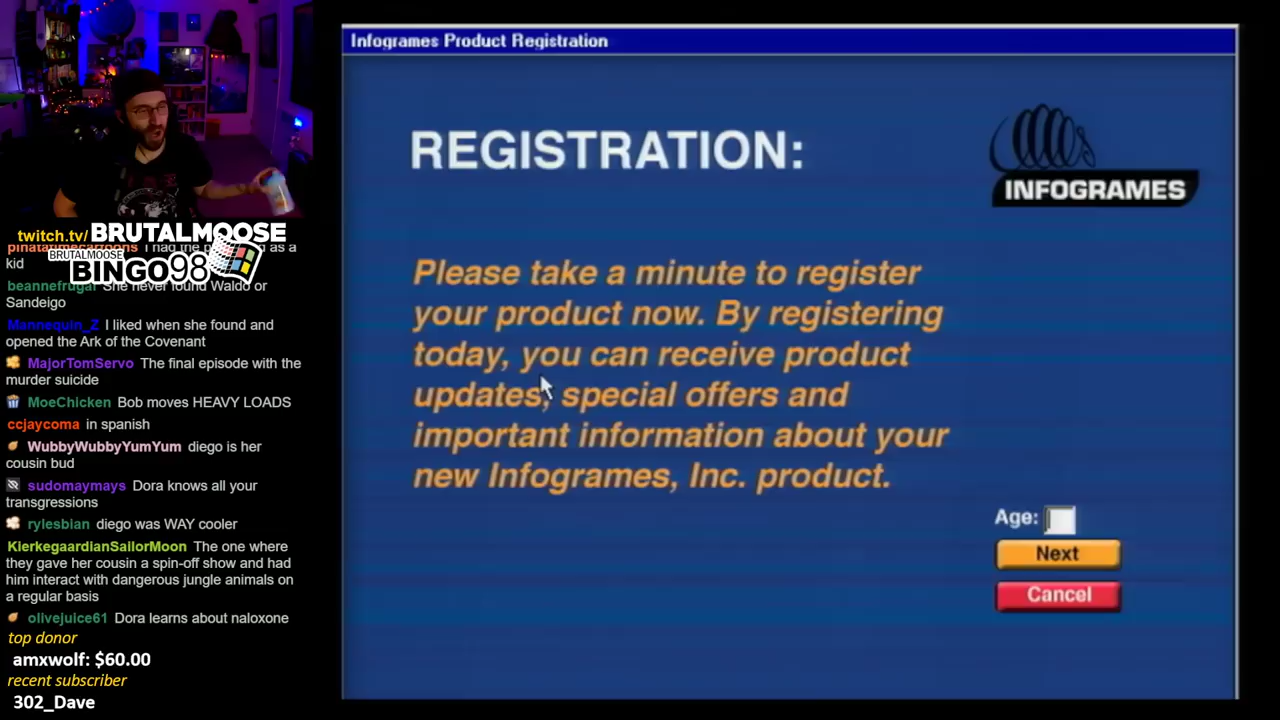 twitch.tv/ BRUTALMOOSE
pinatatimecartoons I had the
as a
kid
BRUTALMOOSE
BINGO98
beannefrugal She never found Waldo or
Sandeigo
Mannequin_Z I liked when she found and
opened the Ark of the Covenant
MajorTomServo The final episode with the
murder suicide
MoeChicken Bob moves HEAVY LOADS
ccjaycoma in spanish
WubbyWubbyYumYum diego is her
cousin bud
sudomaymays Dora knows all your
transgressions
rylesbian diego was WAY cooler
KierkegaardianSailorMoon The one where
they gave her cousin a spin-off show and had
him interact with dangerous jungle animals on
a regular basis
olivejuice61 Dora learns about naloxone
top donor
amxwolf: $60.00
recent subscriber
302_Dave
Infogrames Product Registration
REGISTRATION:
INFOGRAMES
Please take a minute to register
your product now. By registering
today, you can receive product
updates, special offers and
important information about your
new Infogrames, Inc. product.
Age:
Next
Cancel